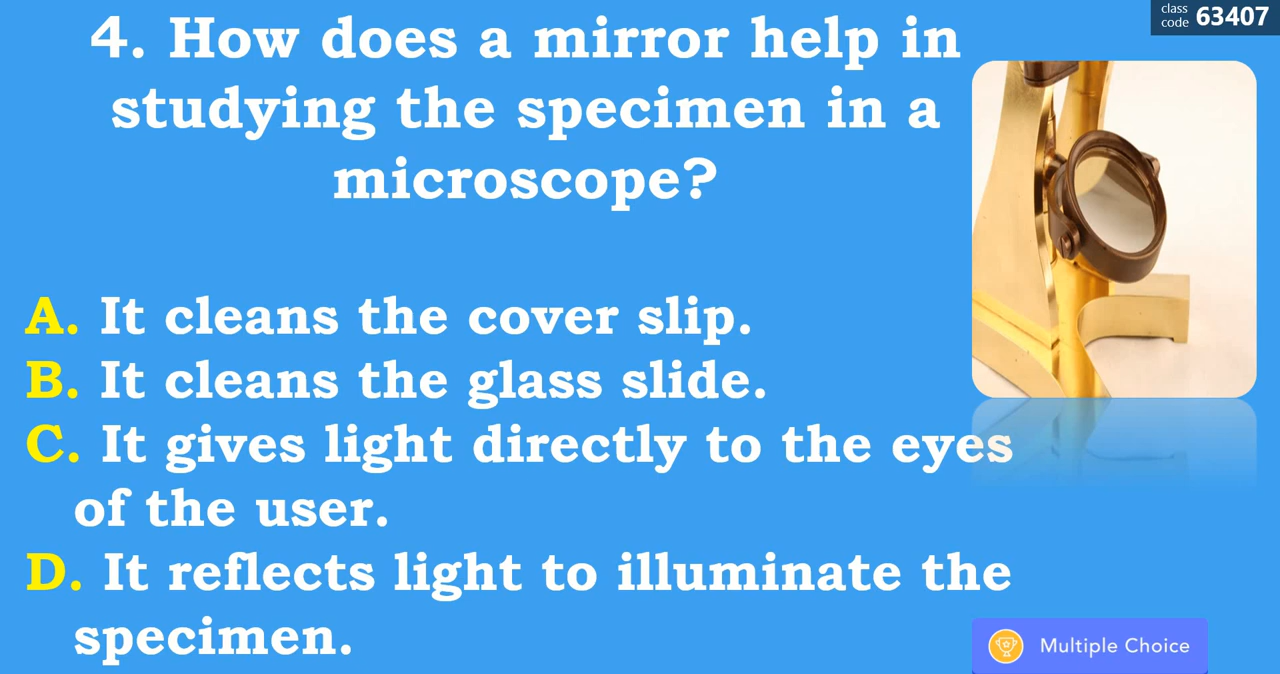 class
code 63407
4. How does a mirror help in
studying the specimen in a
microscope?
A. It cleans the cover slip.
B. It cleans the glass slide.
C. It gives light directly to the eyes
of the user.
D. It reflects light to illuminate the
specimen.
Multiple Choice